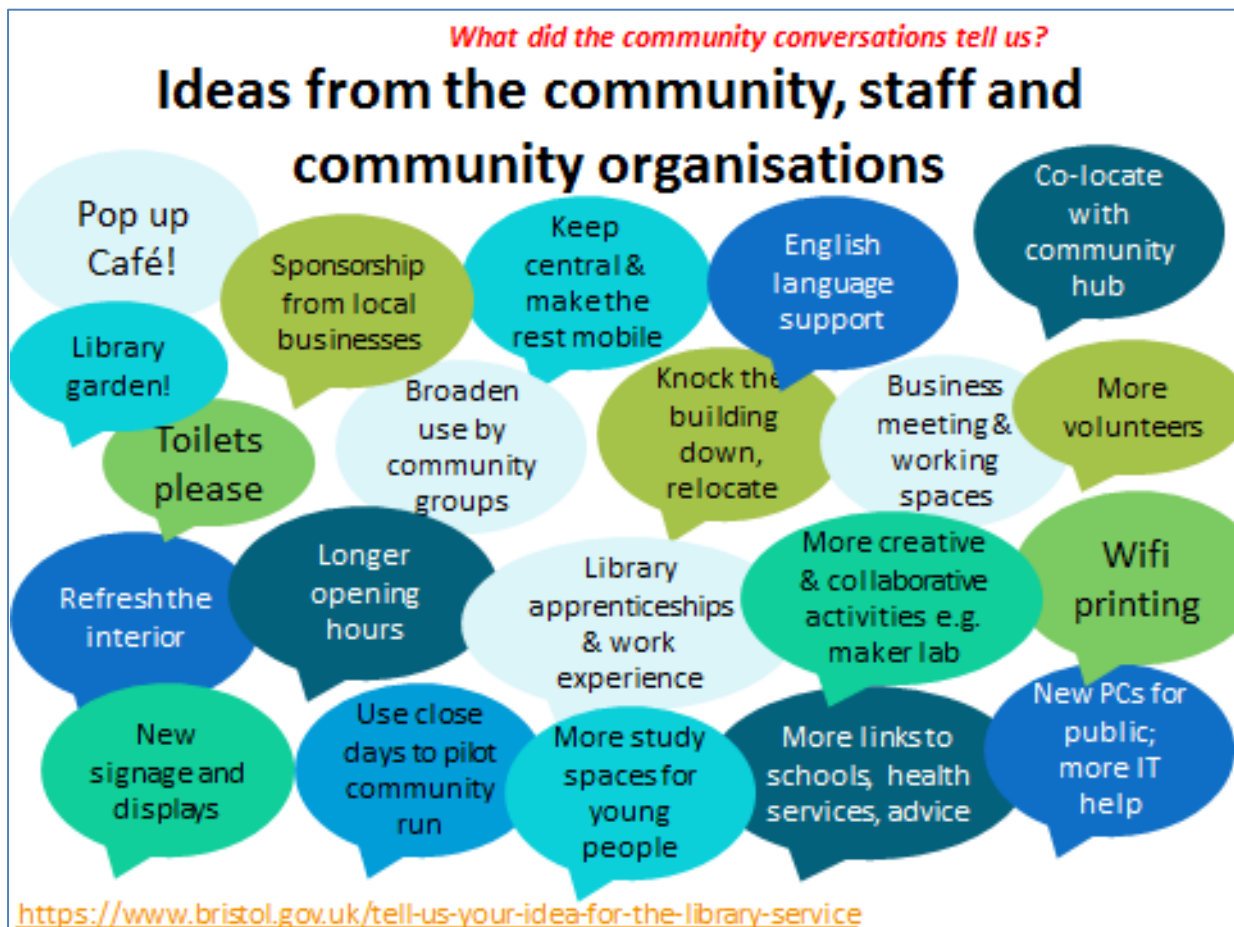 What did the community conversations tell us?
Ideas from the community, staff and
community organisations
Pop up
Café!
Sponsorship
from local
businesses
Keep
central &
make the
rest mobile
English
language
support
Co-locate
with
community
hub
Library
garden!
Toilets
please
Broaden
use by
community
groups
Knock the
building
down,
relocate
Business
meeting &
working
spaces
More
volunteers
Refresh the
interior
Longer
opening
hours
Library
apprenticeships
& work
experience
More creative
& collaborative
activities e.g.
maker lab
Wifi
printing
New
signage and
displays
Use close
days to pilot
community
run
More study
spaces for
young
people
More links to
schools, health
services, advice
New PCs for
public;
more IT
help
https://www.bristol.gov.uk/tell-us-your-idea-for-the-library-service